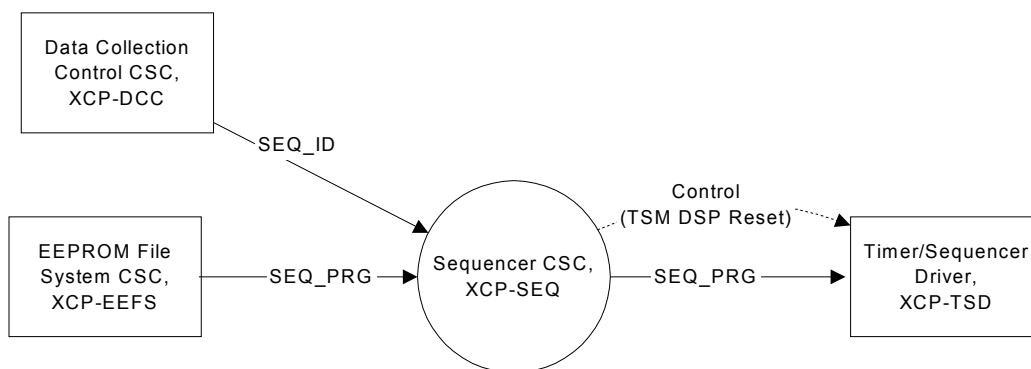 Data Collection
Control CSC,
XCP-DCC
SEQ_ID
Control
(TSM DSP Reset)
EEPROM File
System CSC,
XCP-EEFS
SEQ_PRG
Sequencer CSC,
XCP-SEQ
SEQ_PRG
Timer/Sequencer
Driver,
XCP-TSD